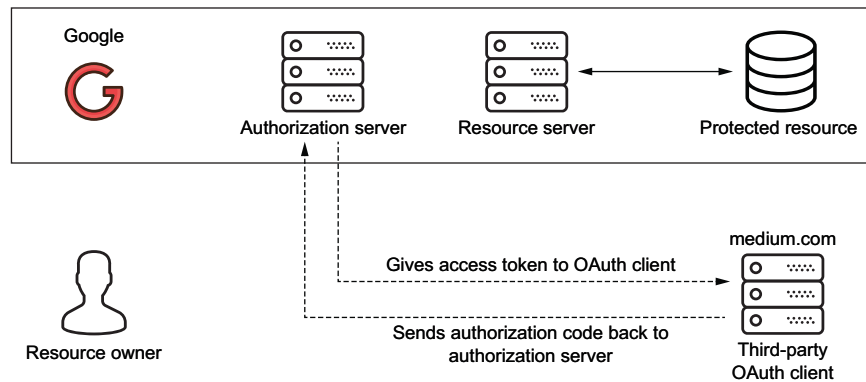 Google
Authorization server
Resource server
Protected resource
medium.com
Gives access token to OAuth client
Sends authorization code back to
authorization server
Resource owner
Third-party
OAuth client